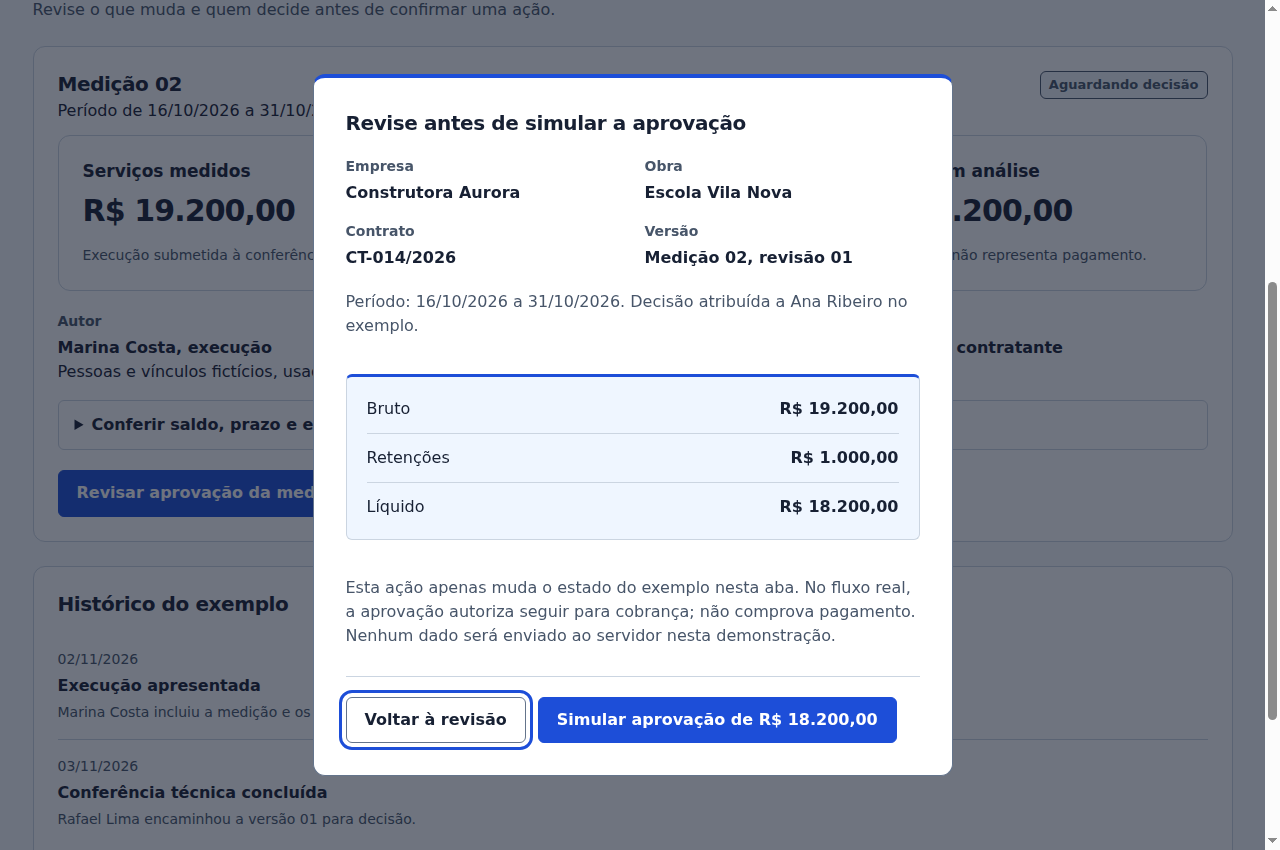 Revise o que muda e quem decide antes de confirmar uma ação.
Medição 02
Aguardando decisão
Período de 16/10/2026 a 31/10/
Serviços medidos
R$ 19.200,00
Execução submetida à
análise
.200,00
não representa pagamento.
Autor
Marina Costa, execução
contratante
Pessoas e vínculos fictícios,
Conferir saldo, prazo e
Revisar aprovação da
Revise antes de simular a aprovação
Empresa
Obra
Construtora Aurora
Escola Vila Nova
Contrato
Versão
CT-014/2026
Medição 02, revisão 01
Período: 16/10/2026 a 31/10/2026. Decisão atribuída a Ana Ribeiro no
exemplo.
Bruto
R$ 19.200,00
Retenções
R$ 1.000,00
Líquido
R$ 18.200,00
Esta ação apenas muda o estado do exemplo nesta aba. No fluxo real,
a aprovação autoriza seguir para cobrança; não comprova pagamento.
Nenhum dado será enviado ao servidor nesta demonstração.
Voltar à revisão
Simular aprovação de R$ 18.200,00
Histórico do exemplo
02/11/2026
Execução apresentada
Marina Costa incluiu a medição e os
03/11/2026
Conferência técnica concluída
Rafael Lima encaminhou a versão 01 para decisão.